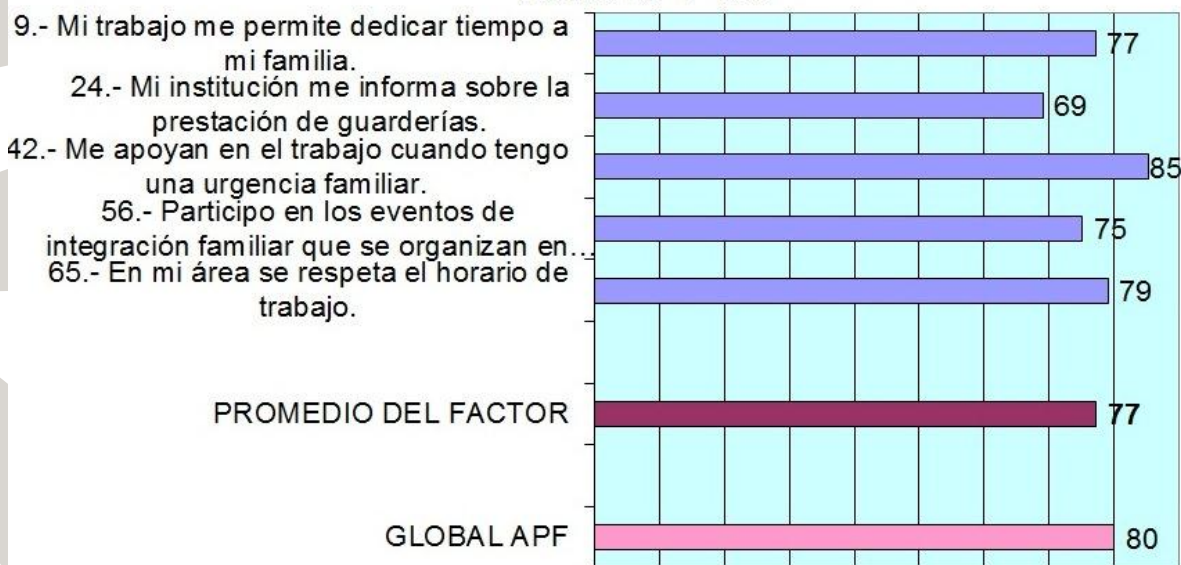 9.- Mi trabajo me permite dedicar tiempo a
mi familia.
77
24.- Mi institución me informa sobre la
prestación de guarderías.
69
42.- Me apoyan en el trabajo cuando tengo
una urgencia familiar.
85
56.- Participo en los eventos de
integración familiar que se organizan en...
75
65.- En mi área se respeta el horario de
trabajo.
79
PROMEDIO DEL FACTOR
77
GLOBAL APF
80